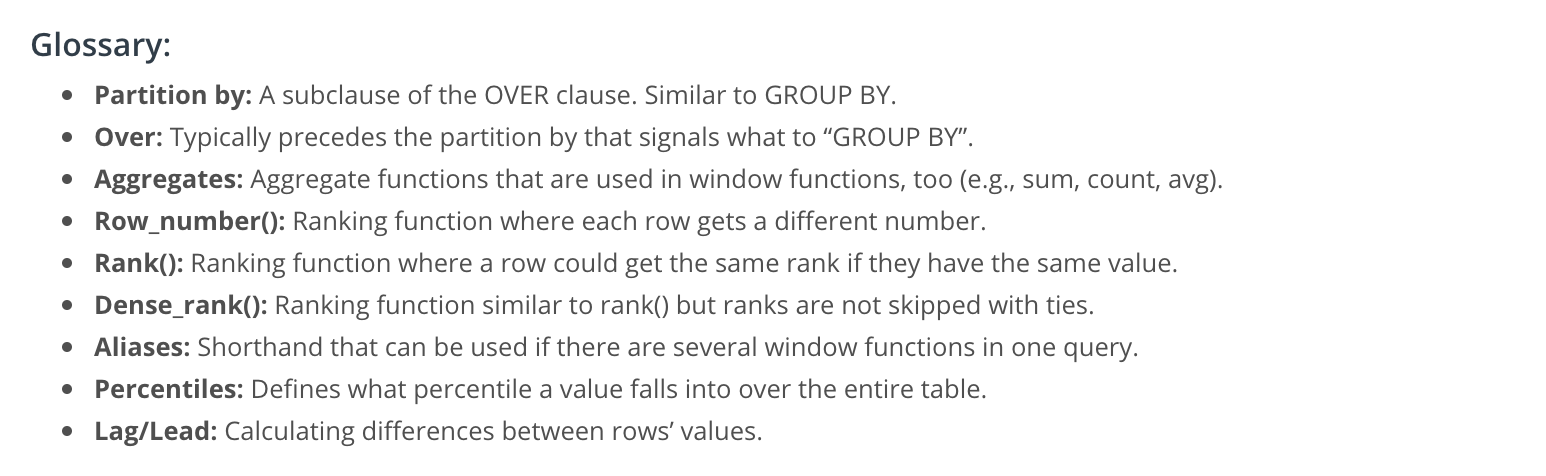 Glossary:
• Partition by: A subclause of the OVER clause. Similar to GROUP BY.
• Over: Typically precedes the partition by that signals what to “GROUP BY”.
• Aggregates: Aggregate functions that are used in window functions, too (e.g., sum, count, avg).
• Row_number(): Ranking function where each row gets a different number.
• Rank(): Ranking function where a row could get the same rank if they have the same value.
• Dense_rank(): Ranking function similar to rank() but ranks are not skipped with ties.
• Aliases: Shorthand that can be used if there are several window functions in one query.
• Percentiles: Defines what percentile a value falls into over the entire table.
• Lag/Lead: Calculating differences between rows’ values.